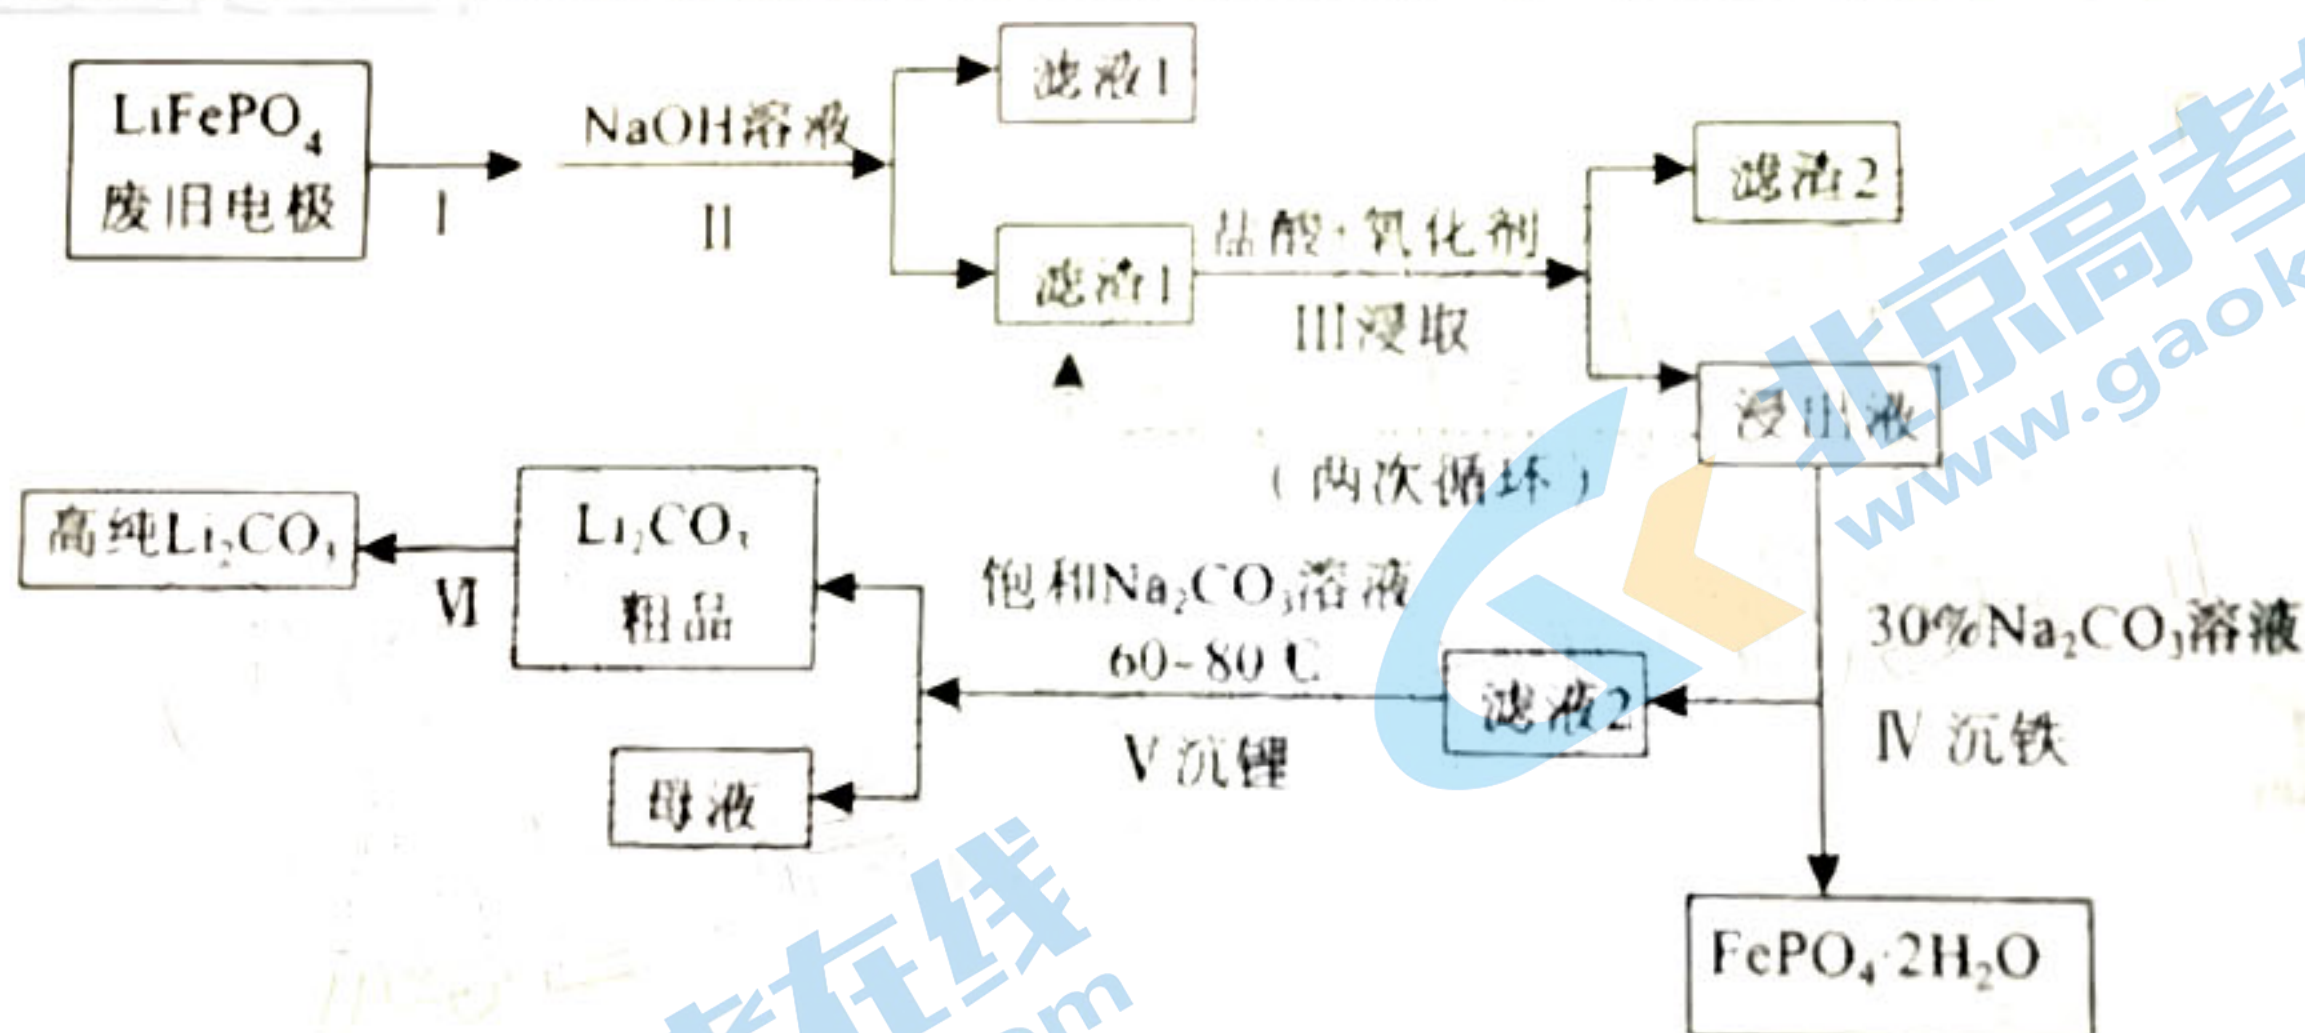 LiFePO₄
废旧电极
I
NaOH溶液
II
滤液1
滤渣1
盐酸·氧化剂
III浸取
滤渣2
浸出液
(两次循环)
30%Na₂CO₃溶液
IV 沉铁
FePO₄·2H₂O
滤液2
饱和Na₂CO₃溶液
60~80℃
V 沉锂
Li₂CO₃
粗品
母液
VI
高纯Li₂CO₃
北京高考
www.gaok
考在线
om